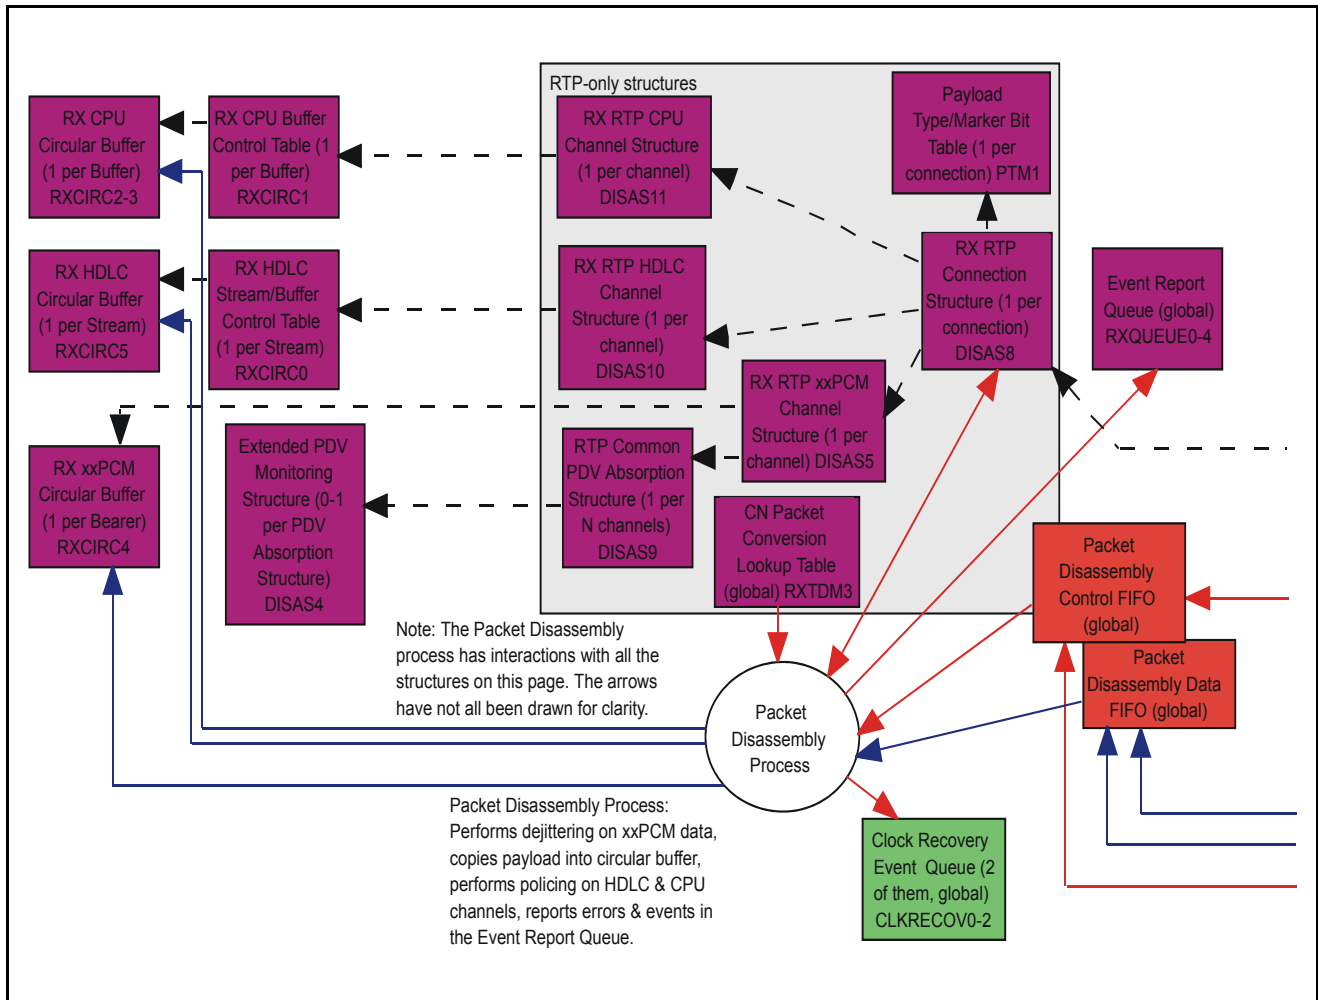 RTP-only structures
RX CPU
Circular Buffer
(1 per Buffer)
RXCIRC2-3
RX CPU Buffer
Control Table (1
per Buffer)
RXCIRC1
RX RTP CPU
Channel Structure
(1 per channel)
DISAS11
Payload
Type/Marker Bit
Table (1 per
connection) PTM1
RX HDLC
Circular Buffer
(1 per Stream)
RXCIRC5
RX HDLC
Stream/Buffer
Control Table
(1 per Stream)
RXCIRC0
RX RTP HDLC
Channel
Structure (1 per
channel)
DISAS10
RX RTP
Connection
Structure (1 per
connection)
DISAS8
Event Report
Queue (global)
RXQUEUE0-4
RX RTP xxPCM
Channel
Structure (1 per
channel) DISAS5
RX xxPCM
Circular Buffer
(1 per Bearer)
RXCIRC4
Extended PDV
Monitoring
Structure (0-1
per PDV
Absorption
Structure)
DISAS4
RTP Common
PDV Absorption
Structure (1 per
N channels)
DISAS9
CN Packet
Conversion
Lookup Table
(global) RXTDM3
Packet
Disassembly
Control FIFO
(global)
Packet
Disassembly Data
FIFO (global)
Note: The Packet Disassembly
process has interactions with all the
structures on this page. The arrows
have not all been drawn for clarity.
Packet
Disassembly
Process
Packet Disassembly Process:
Performs dejittering on xxPCM data,
copies payload into circular buffer,
performs policing on HDLC & CPU
channels, reports errors & events in
the Event Report Queue.
Clock Recovery
Event Queue (2
of them, global)
CLKRECOV0-2